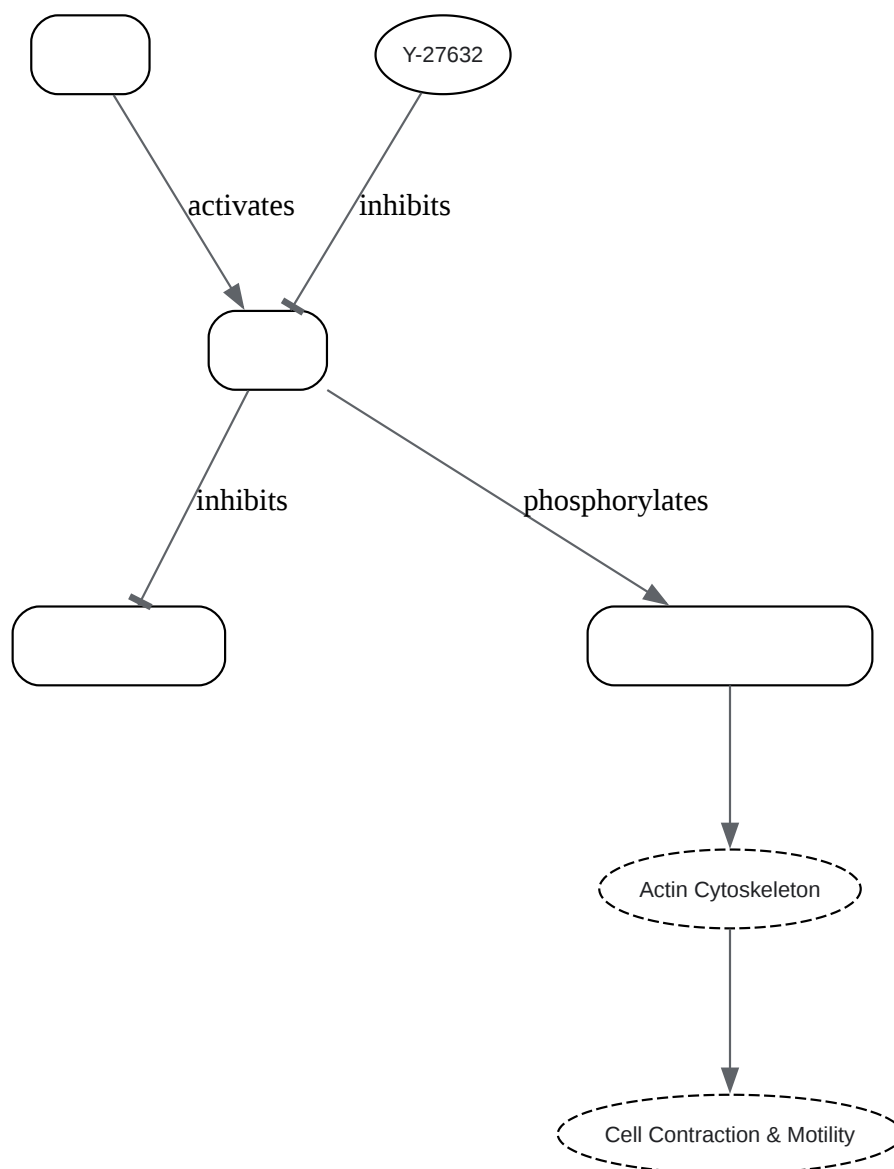 Y-27632
activates
inhibits
inhibits
phosphorylates
Actin Cytoskeleton
Cell Contraction & Motility